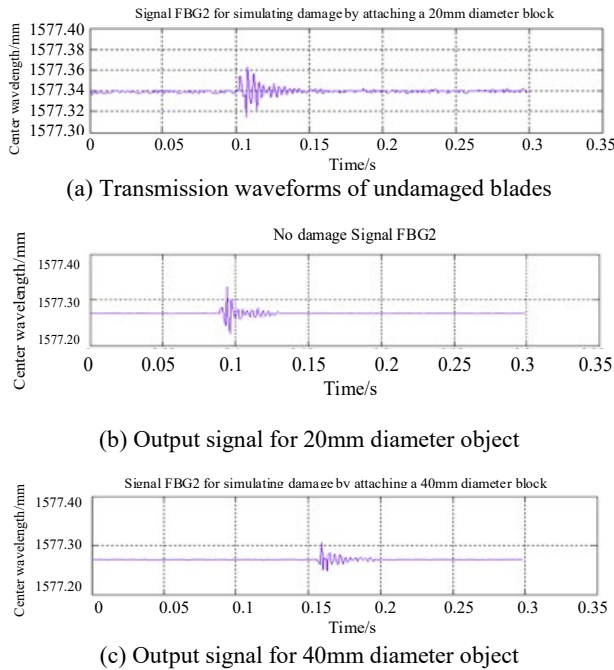 Signal FBG2 for simulating damage by attaching a 20mm diameter block
Center wavelength/mm
1577.40
1577.36
1577.34
1577.32
1577.30
0 0.05 0.1 0.15 0.2 0.25 0.3 0.35
Time/s
(a) Transmission waveforms of undamaged blades
No damage Signal FBG2
Center wavelength/mm
1577.40
1577.30
1577.20
0 0.05 0.1 0.15 0.2 0.25 0.3 0.35
Time/s
(b) Output signal for 20mm diameter object
Signal FBG2 for simulating damage by attaching a 40mm diameter block
Center wavelength/mm
1577.40
1577.30
1577.20
0 0.05 0.1 0.15 0.2 0.25 0.3 0.35
Time/s
(c) Output signal for 40mm diameter object